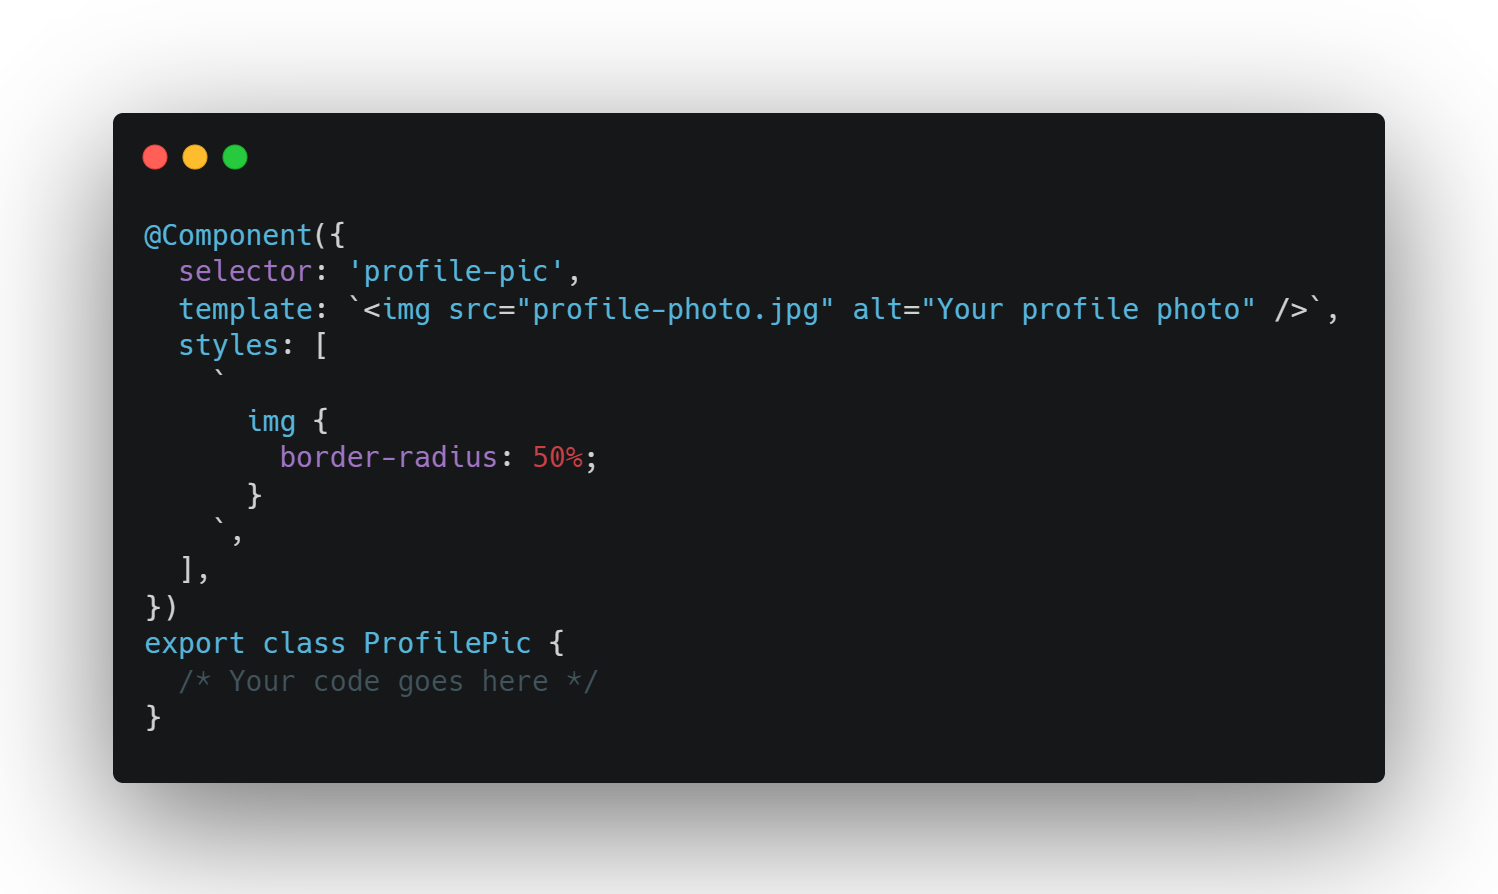 @Component({
  selector: 'profile-pic',
  template: `<img src="profile-photo.jpg" alt="Your profile photo" />`,
  styles: [
    `
      img {
        border-radius: 50%;
      }
    `,
  ],
})
export class ProfilePic {
  /* Your code goes here */
}